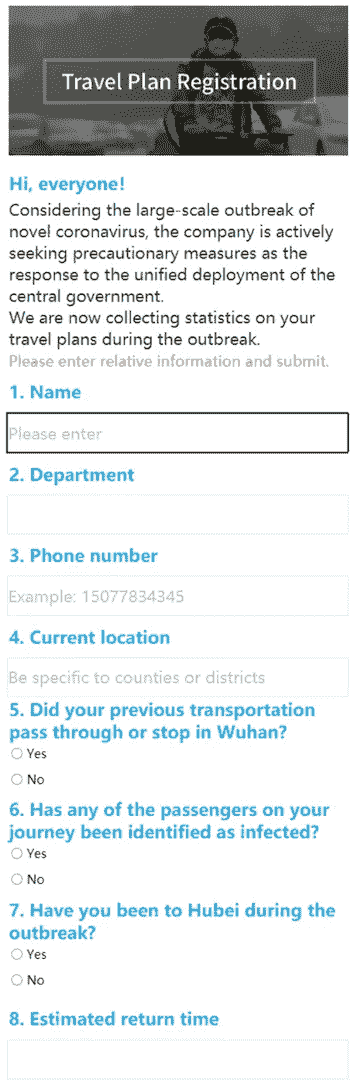 Travel Plan Registration
Hi, everyone!
Considering the large-scale outbreak of
novel coronavirus, the company is actively
seeking precautionary measures as the
response to the unified deployment of the
central government.
We are now collecting statistics on your
travel plans during the outbreak.
Please enter relative information and submit.
1. Name
Please enter
2. Department
3. Phone number
Example: 15077834345
4. Current location
Be specific to counties or districts
5. Did your previous transportation
pass through or stop in Wuhan?
Yes
No
6. Has any of the passengers on your
journey been identified as infected?
Yes
No
7. Have you been to Hubei during the
outbreak?
Yes
No
8. Estimated return time